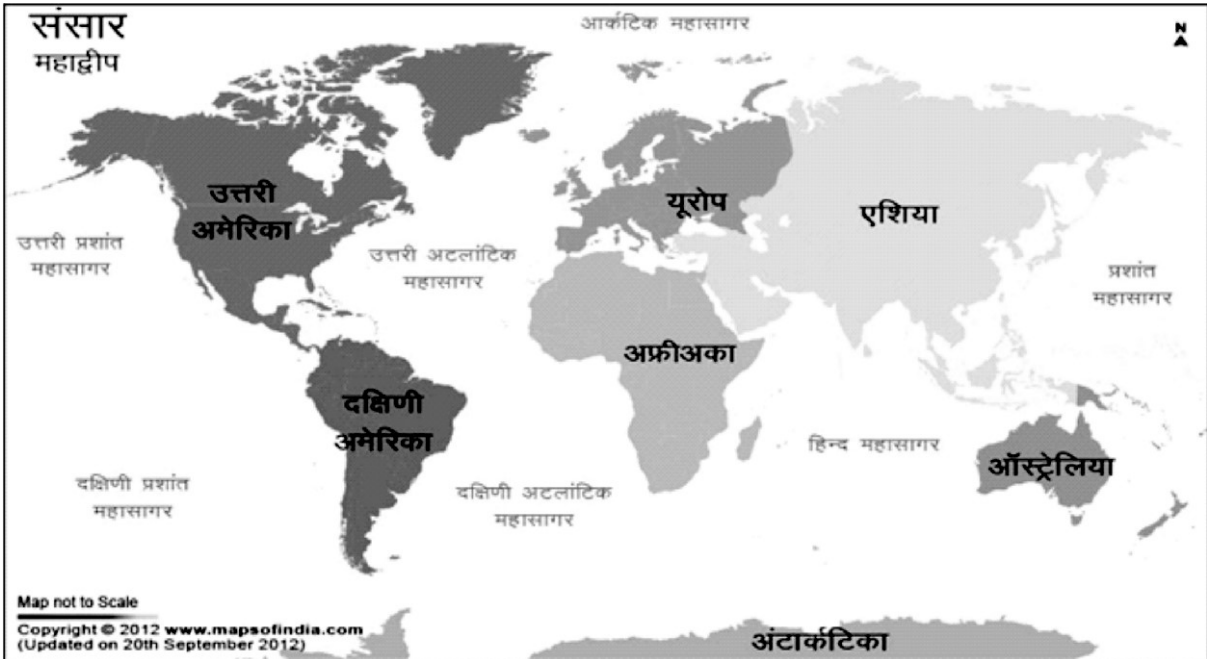 संसार
महाद्वीप
आर्कटिक महासागर
N
उत्तरी
अमेरिका
यूरोप
एशिया
उत्तरी प्रशांत
महासागर
उत्तरी अटलांटिक
महासागर
प्रशांत
महासागर
अफ्रीअका
दक्षिणी
अमेरिका
हिन्द महासागर
ऑस्ट्रेलिया
दक्षिणी प्रशांत
महासागर
दक्षिणी अटलांटिक
महासागर
Map not to Scale
Copyright © 2012 www.mapsofindia.com
(Updated on 20th September 2012)
अंटार्कटिका